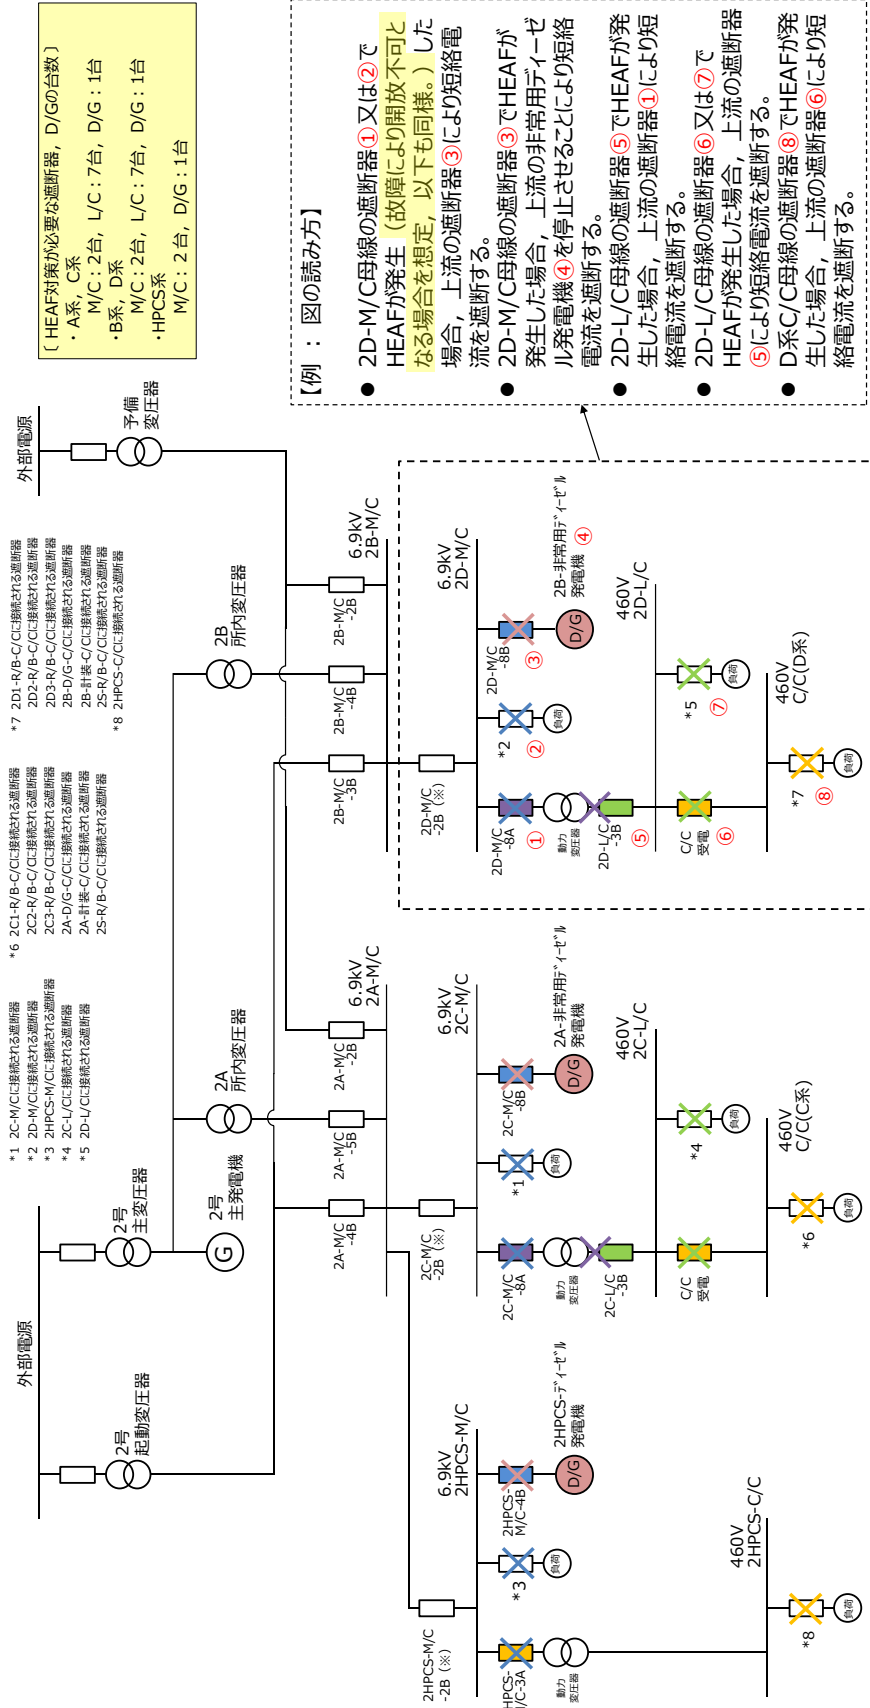 〔 HEAF対策が必要な遮断器，D/Gの台数 〕
・A系，C系
M/C：2台，L/C：7台，D/G：1台
・B系，D系
M/C：2台，L/C：7台，D/G：1台
・HPCS系
M/C：2 台，D/G：1台
*1 2C-M/Cに接続される遮断器
*2 2D-M/Cに接続される遮断器
*3 2HPCS-M/Cに接続される遮断器
*4 2C-L/Cに接続される遮断器
*5 2D-L/Cに接続される遮断器
*6 2C1-R/B-C/Cに接続される遮断器
2C2-R/B-C/Cに接続される遮断器
2C3-R/B-C/Cに接続される遮断器
2A-D/G-C/Cに接続される遮断器
2A-計装-C/Cに接続される遮断器
2S-R/B-C/Cに接続される遮断器
*7 2D1-R/B-C/Cに接続される遮断器
2D2-R/B-C/Cに接続される遮断器
2D3-R/B-C/Cに接続される遮断器
2B-D/G-C/Cに接続される遮断器
2B-計装-C/Cに接続される遮断器
2S-R/B-C/Cに接続される遮断器
*8 2HPCS-C/Cに接続される遮断器
外部電源
外部電源
2号
起動変圧器
2号
主変圧器
G
2号
主発電機
2A
所内変圧器
2B
所内変圧器
予備
変圧器
2A-M/C
-4B
2A-M/C
-5B
2A-M/C
-2B
6.9kV
2A-M/C
2B-M/C
-3B
2B-M/C
-4B
2B-M/C
-2B
6.9kV
2B-M/C
2HPCS-M/C
-2B（※）
6.9kV
2HPCS-M/C
HPCS-
/C-3A
*3
負荷
2HPCS-
M/C-4B
D/G
2HPCS-ディーゼル
発電機
動力
変圧器
460V
2HPCS-C/C
*8
負荷
2C-M/C
-2B（※）
6.9kV
2C-M/C
2C-M/C
-8A
*1
負荷
2C-M/C
-8B
D/G
2A-非常用ディーゼル
発電機
動力
変圧器
2C-L/C
-3B
460V
2C-L/C
C/C
受電
*4
負荷
460V
C/C(C系)
*6
負荷
2D-M/C
-2B（※）
6.9kV
2D-M/C
2D-M/C
-8A
①
*2
②
負荷
2D-M/C
-8B
③
D/G
2B-非常用ディーゼル
発電機 ④
動力
変圧器
2D-L/C
-3B
⑤
460V
2D-L/C
C/C
受電
⑥
*5
⑦
負荷
460V
C/C(D系)
*7
⑧
負荷
【例 ： 図の読み方】
● 2D-M/C母線の遮断器①又は②で
HEAFが発生（故障により開放不可と
なる場合を想定，以下も同様。）した
場合，上流の遮断器③により短絡電
流を遮断する。
● 2D-M/C母線の遮断器③でHEAFが
発生した場合，上流の非常用ディーゼ
ル発電機④を停止させることにより短絡
電流を遮断する。
● 2D-L/C母線の遮断器⑤でHEAFが発
生した場合，上流の遮断器①により短
絡電流を遮断する。
● 2D-L/C母線の遮断器⑥又は⑦で
HEAFが発生した場合，上流の遮断器
⑤により短絡電流を遮断する。
● D系C/C母線の遮断器⑧でHEAFが発
生した場合，上流の遮断器⑥により短
絡電流を遮断する。